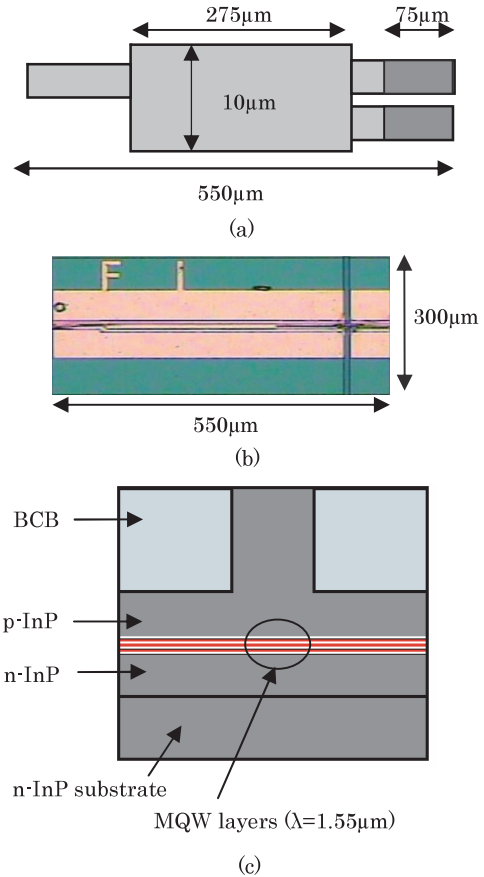 275μm
75μm
10μm
550μm
(a)
F I
300μm
550μm
(b)
BCB
p-InP
n-InP
n-InP substrate
MQW layers (λ=1.55μm)
(c)